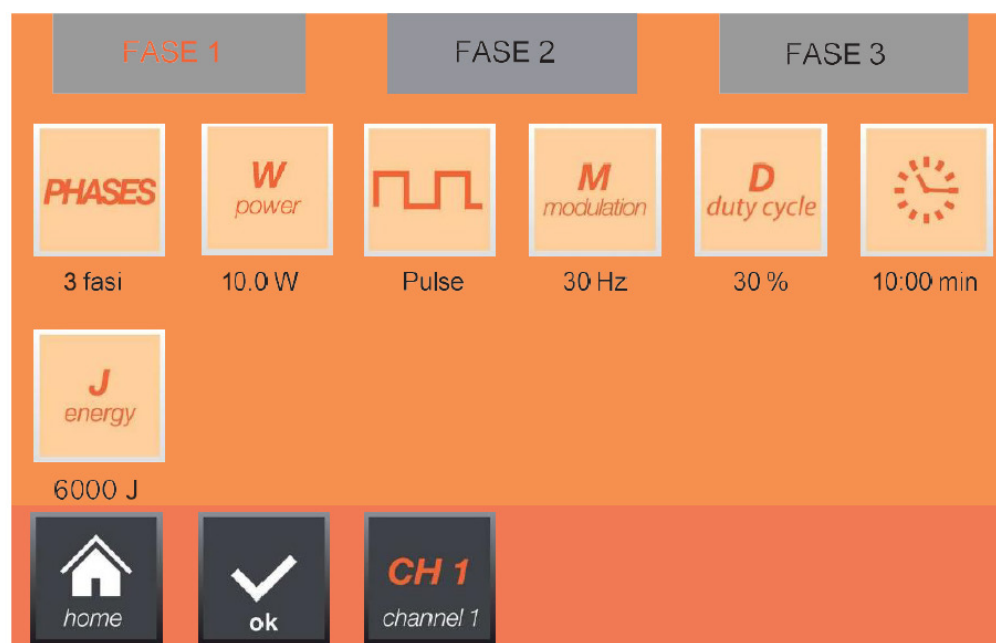 FASE 1 FASE 2 FASE 3
PHASES
W
power
M
modulation
D
duty cycle
3 fasi 10.0 W Pulse 30 Hz 30 % 10:00 min
J
energy
6000 J
home
ok
CH 1
channel 1